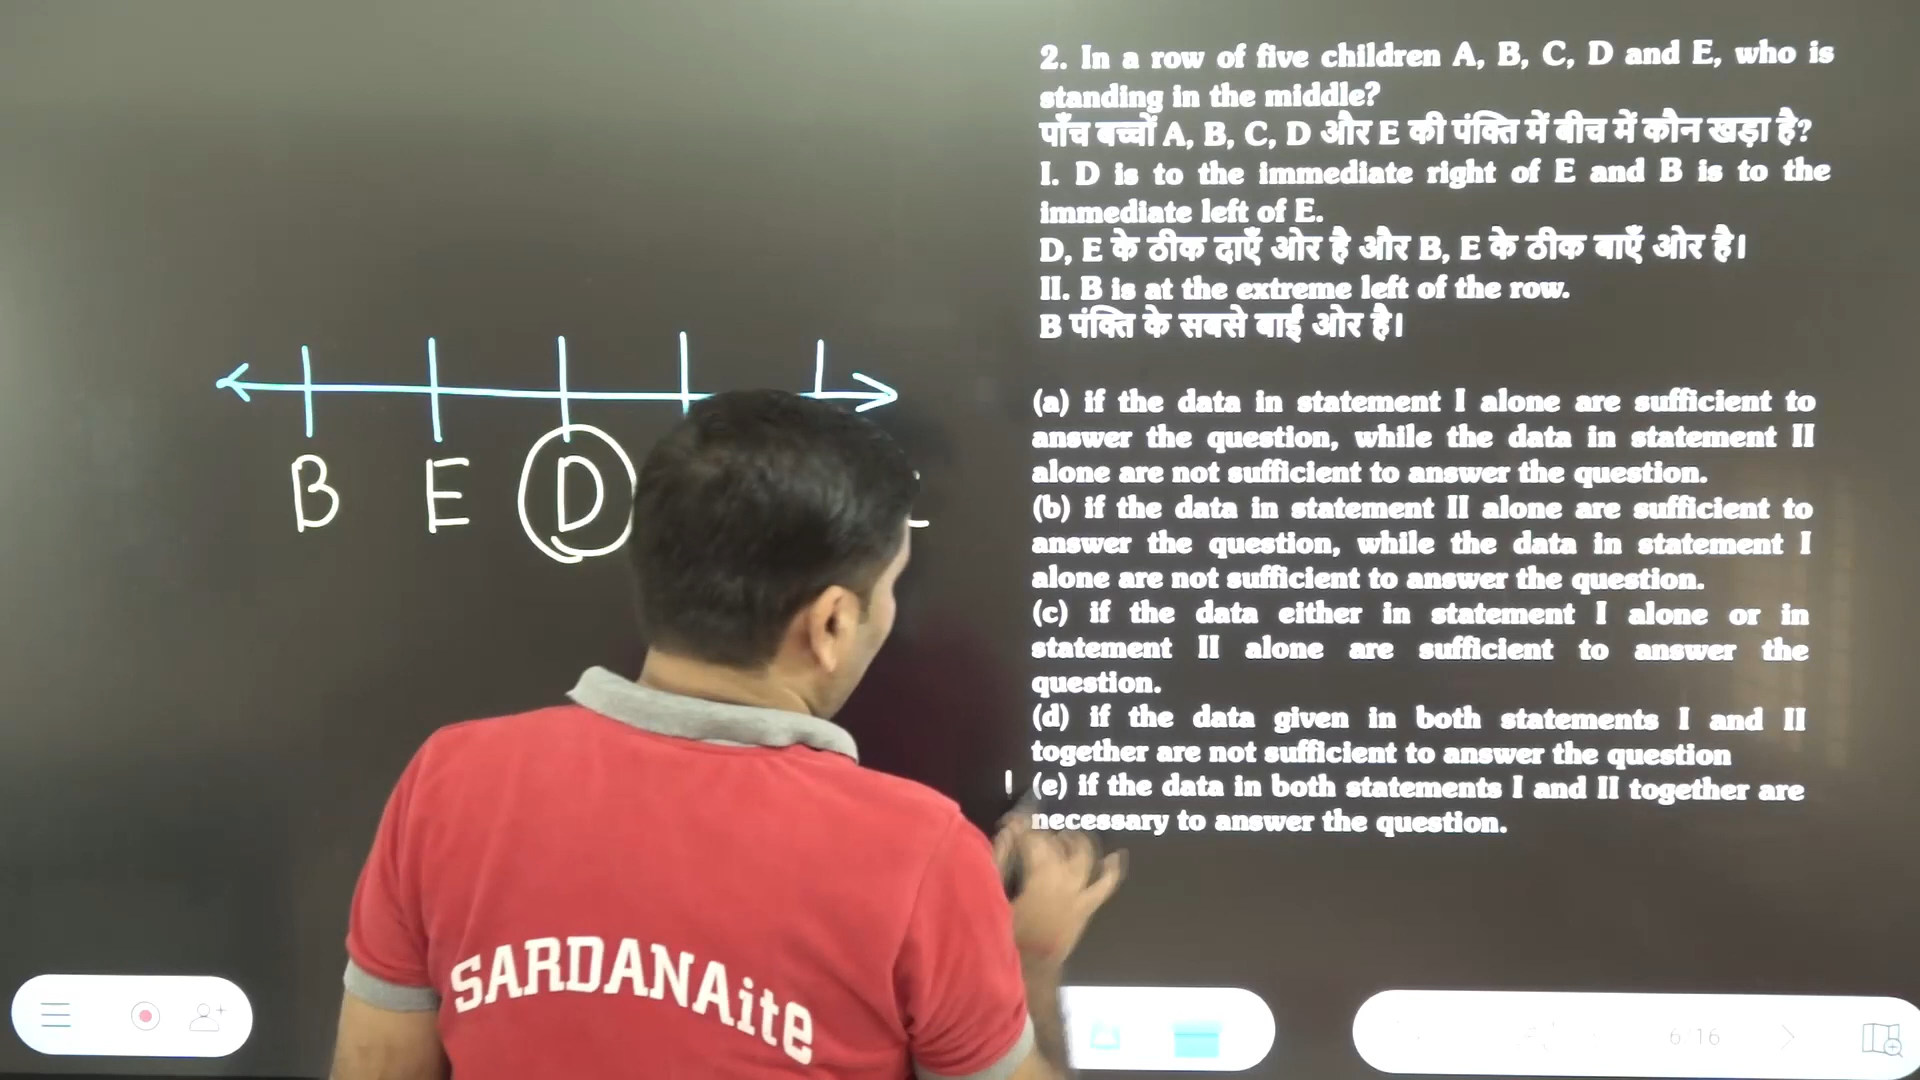 2. In a row of five children A, B, C, D and E, who is
standing in the middle?
पाँच बच्चों A, B, C, D और E की पंक्ति में बीच में कौन खड़ा है?
I. D is to the immediate right of E and B is to the
immediate left of E.
D, E के ठीक दाएँ ओर है और B, E के ठीक बाएँ ओर है।
II. B is at the extreme left of the row.
B पंक्ति के सबसे बाईं ओर है।
(a) if the data in statement I alone are sufficient to
answer the question, while the data in statement II
alone are not sufficient to answer the question.
(b) if the data in statement II alone are sufficient to
answer the question, while the data in statement I
alone are not sufficient to answer the question.
(c) if the data either in statement I alone or in
statement II alone are sufficient to answer the
question.
(d) if the data given in both statements I and II
together are not sufficient to answer the question
(e) if the data in both statements I and II together are
necessary to answer the question.
B E D
SARDANAite
6/16